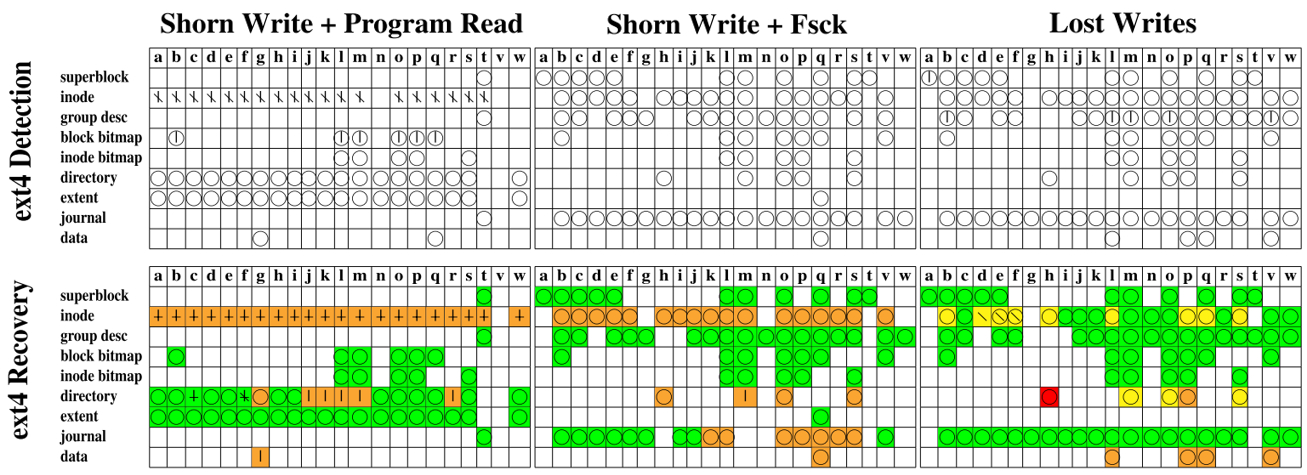 Shorn Write + Program Read Shorn Write + Fsck Lost Writes
a b c d e f g h i j k l m n o p q r s t v w a b c d e f g h i j k l m n o p q r s t v w a b c d e f g h i j k l m n o p q r s t v w
ext4 Detection
superblock
inode
group desc
block bitmap
inode bitmap
directory
extent
journal
data
a b c d e f g h i j k l m n o p q r s t v w a b c d e f g h i j k l m n o p q r s t v w a b c d e f g h i j k l m n o p q r s t v w
ext4 Recovery
superblock
inode
group desc
block bitmap
inode bitmap
directory
extent
journal
data